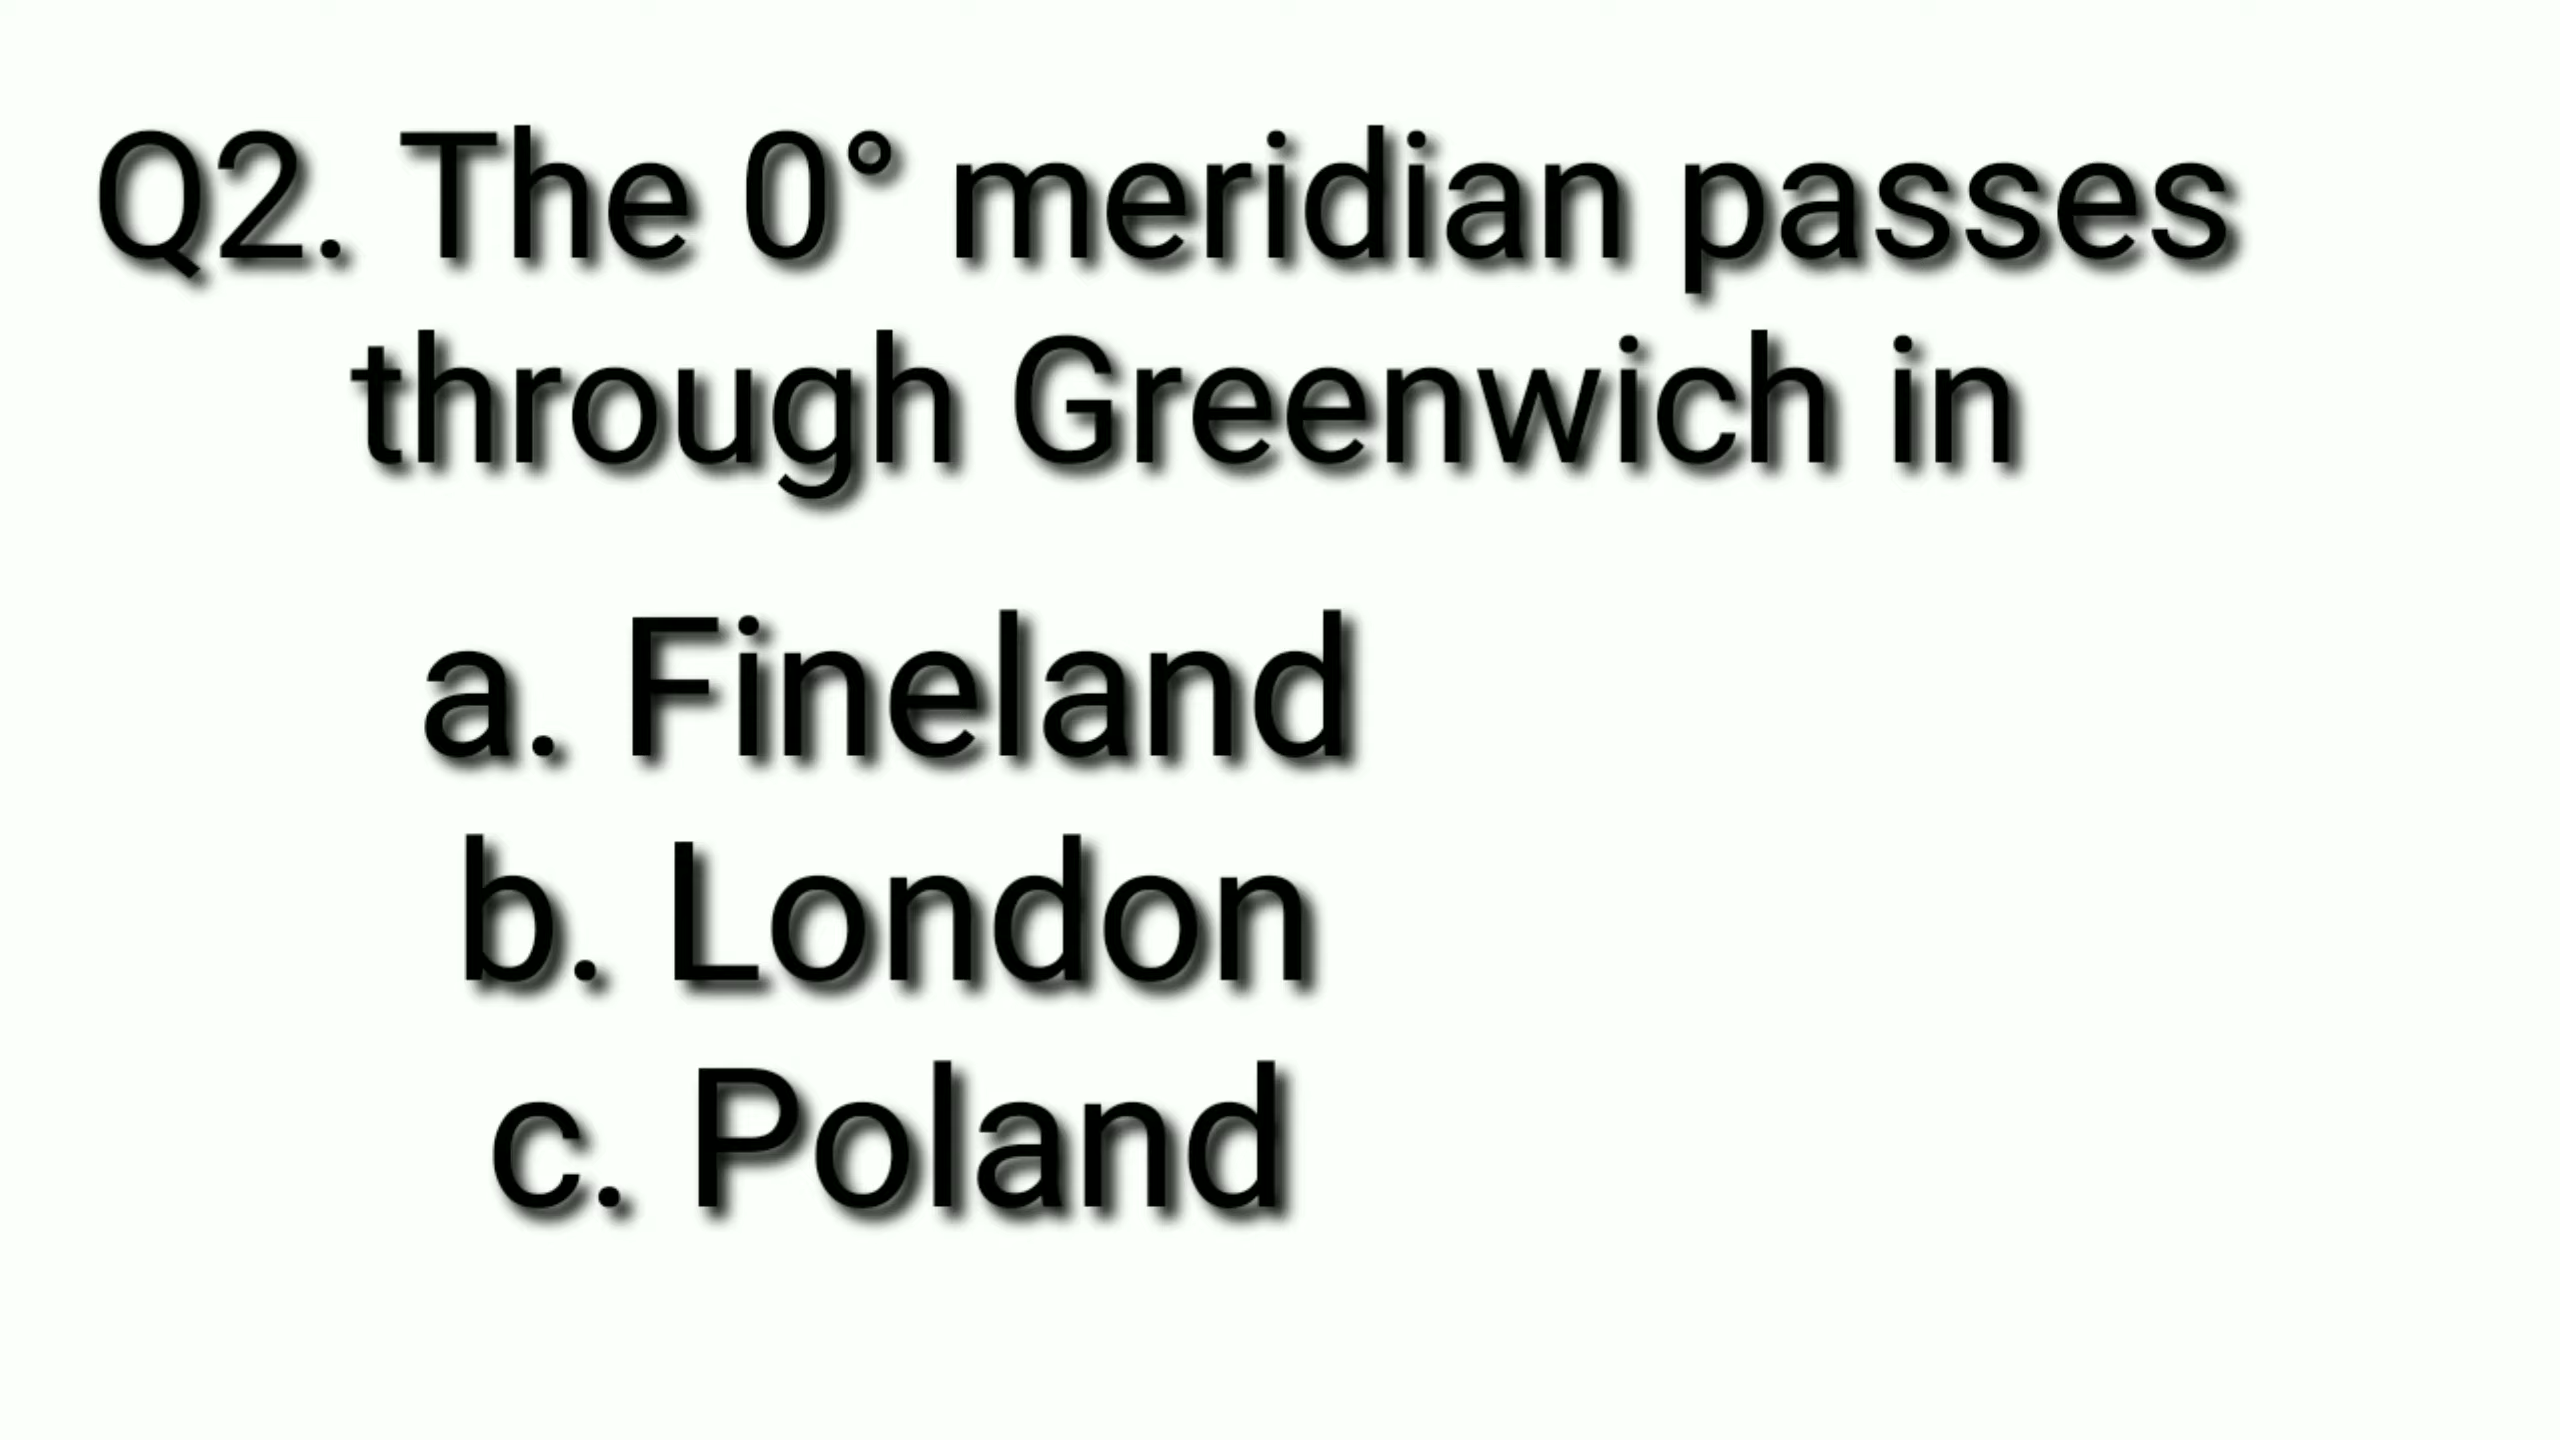 Q2. The 0° meridian passes
through Greenwich in
a. Fineland
b. London
c. Poland